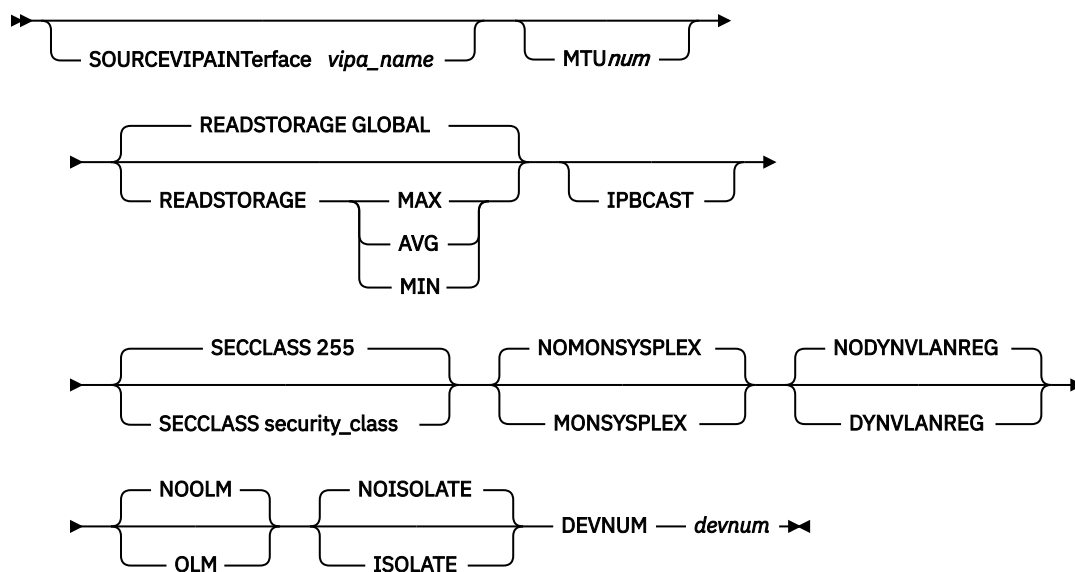 SOURCEVIPAINTerface vipa_name MTUnum
READSTORAGE GLOBAL
READSTORAGE MAX IPBCAST
AVG
MIN
SECCLASS 255 NOMONSYSPLEX NODYNVLANREG
SECCLASS security_class MONSYSPLEX DYNVLANREG
NOOLM NOISOLATE
DEVNUM devnum
OLM ISOLATE